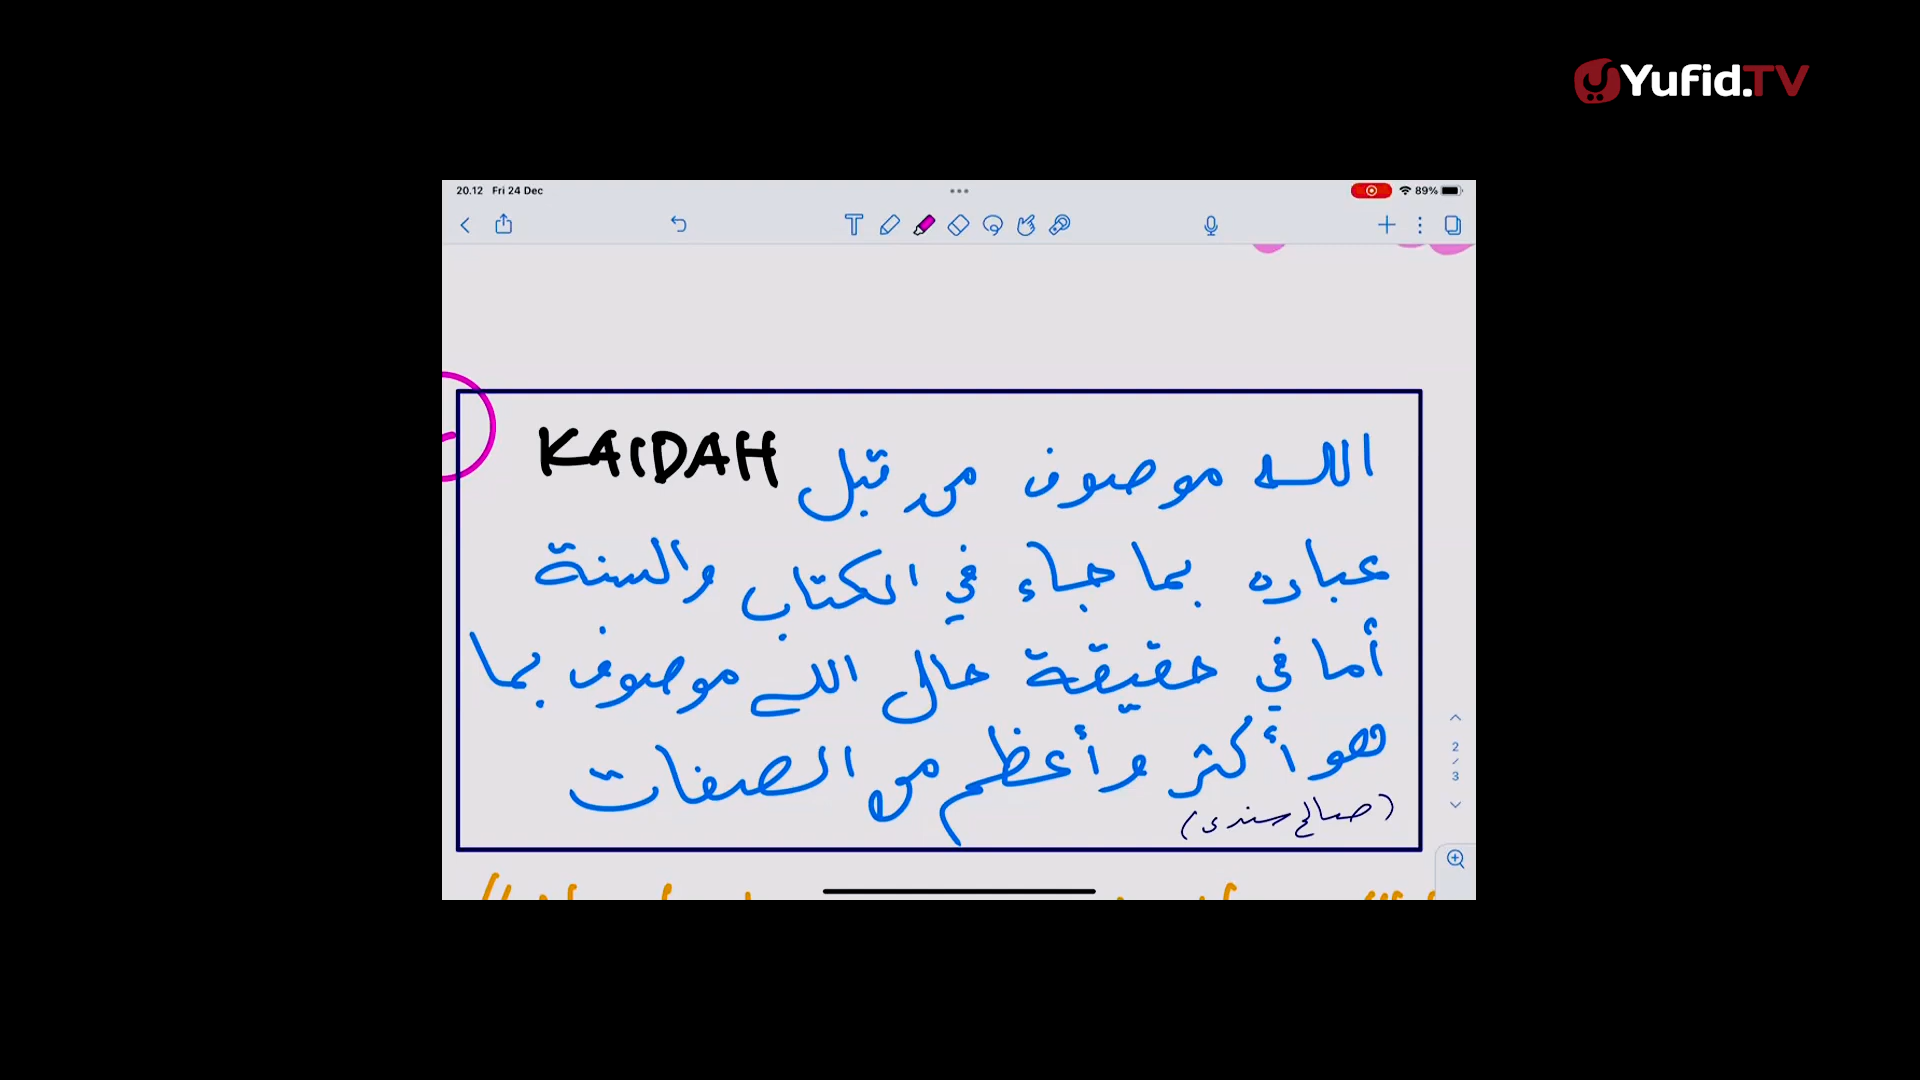 Yufid.TV
20.12 Fri 24 Dec
89%
KAIDAH
الله موصوف من قبل
عباده بما جاء في الكتاب والسنة
أما في حقيقة حال الله موصوف بما
هو أكثر وأعظم من الصفات
(صالح سندي)
2
3